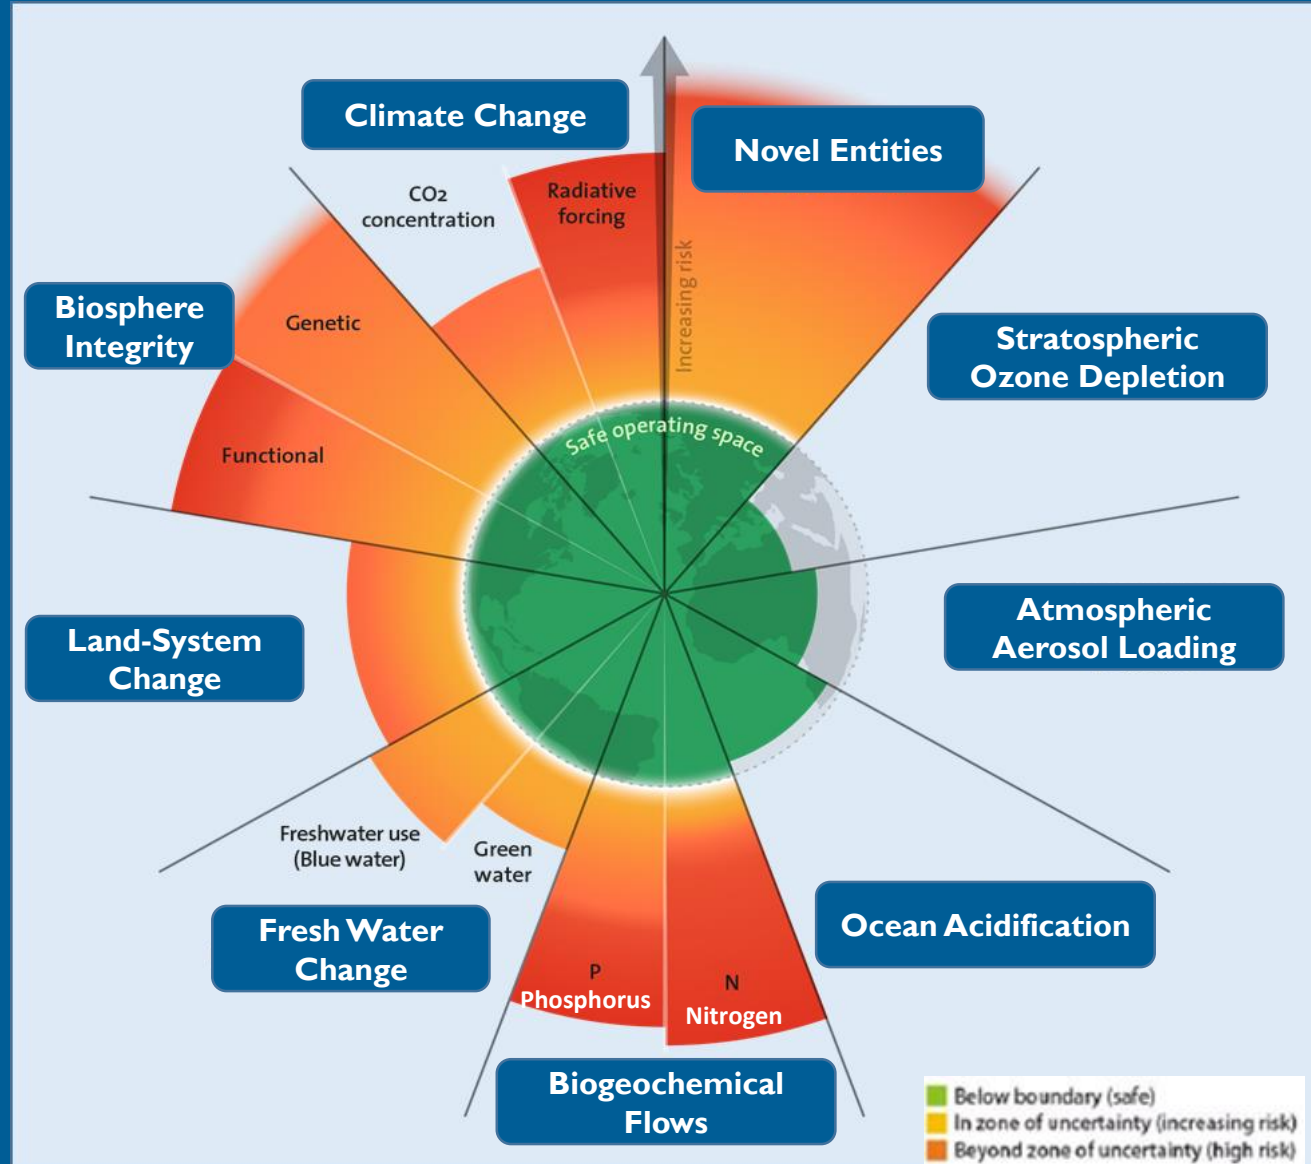 Climate Change
Novel Entities
CO2
concentration
Radiative
forcing
Increasing risk
Biosphere
Integrity
Genetic
Functional
Stratospheric
Ozone Depletion
Safe operating space
Atmospheric
Aerosol Loading
Land-System
Change
Freshwater use
(Blue water)
Green
water
Fresh Water
Change
Ocean Acidification
P
Phosphorus
N
Nitrogen
Biogeochemical
Flows
Below boundary (safe)
In zone of uncertainty (increasing risk)
Beyond zone of uncertainty (high risk)